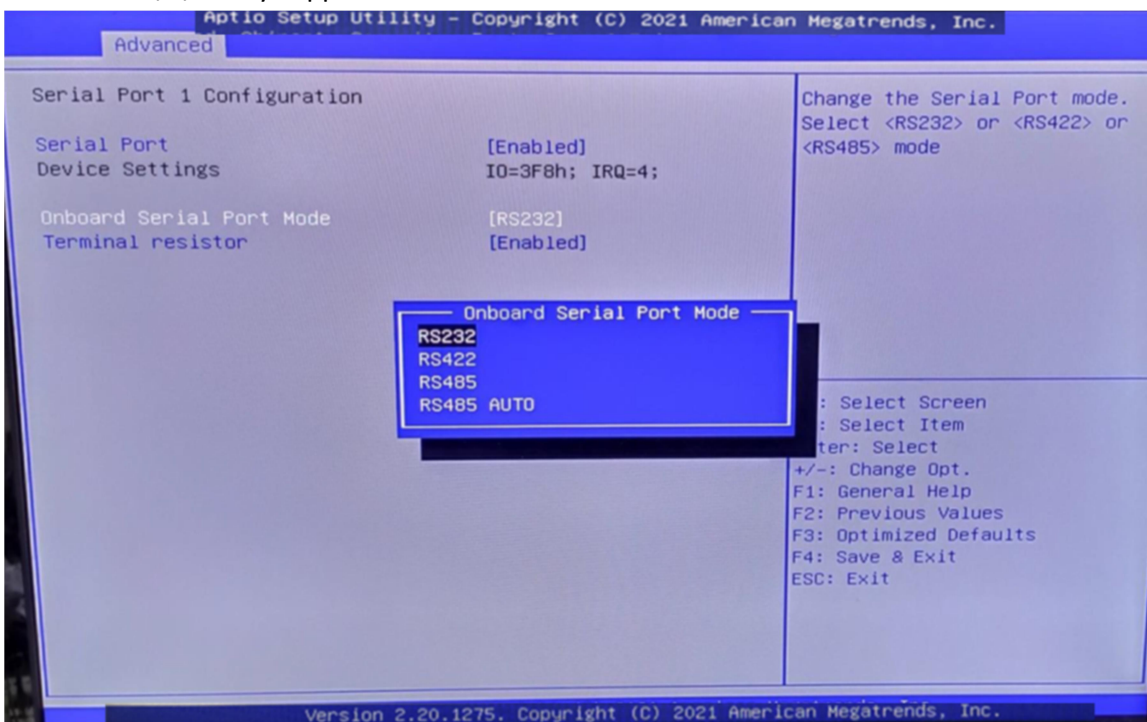 Aptio Setup Utility - Copyright (C) 2021 American Megatrends, Inc.
Advanced
Serial Port 1 Configuration
Serial Port [Enabled]
Device Settings IO=3F8h; IRQ=4;
Onboard Serial Port Mode [RS232]
Terminal resistor [Enabled]
Onboard Serial Port Mode
RS232
RS422
RS485
RS485 AUTO
Change the Serial Port mode.
Select <RS232> or <RS422> or
<RS485> mode
: Select Screen
: Select Item
ter: Select
+/-: Change Opt.
F1: General Help
F2: Previous Values
F3: Optimized Defaults
F4: Save & Exit
ESC: Exit
Version 2.20.1275. Copyright (C) 2021 American Megatrends, Inc.